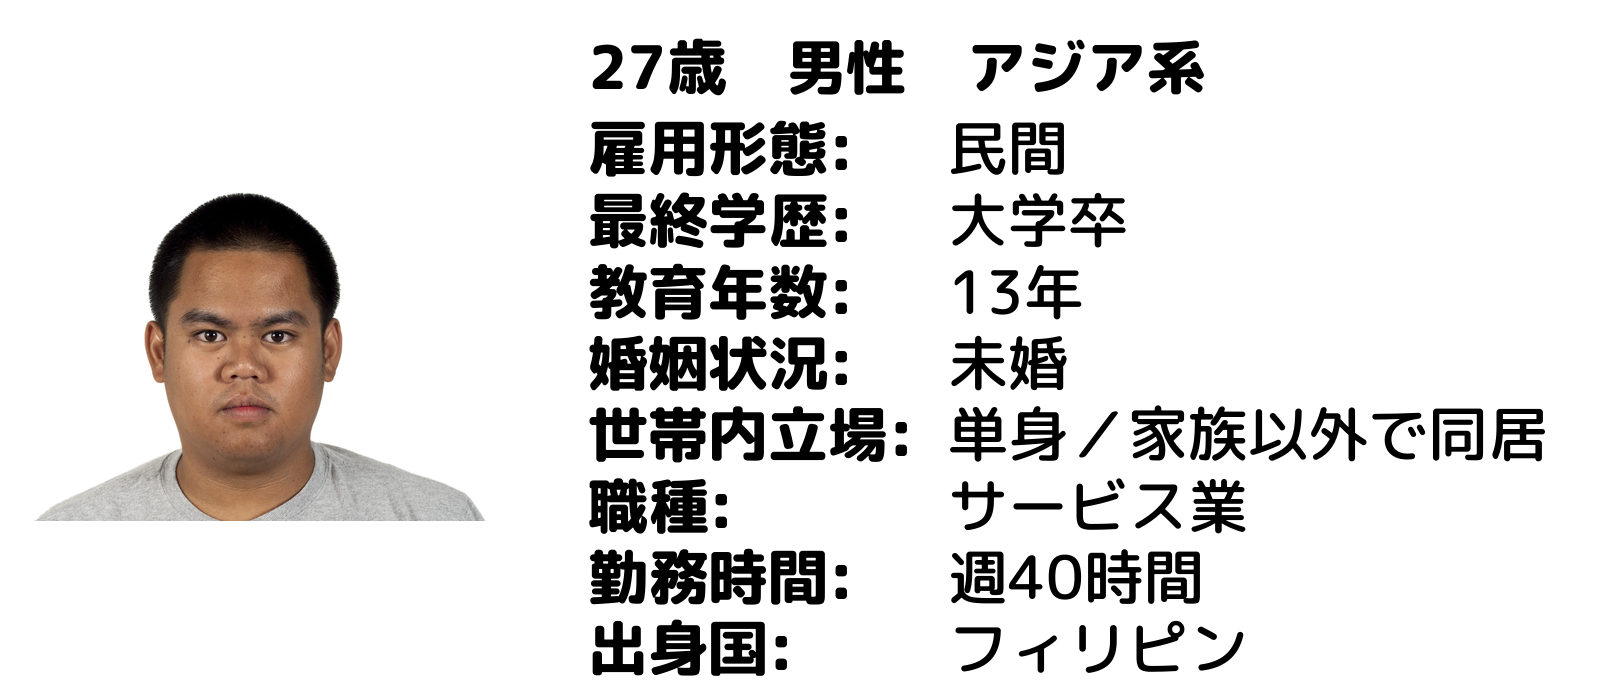 27歳　男性　アジア系
雇用形態:　民間
最終学歴:　大学卒
教育年数:　13年
婚姻状況:　未婚
世帯内立場:　単身／家族以外で同居
職種:　サービス業
勤務時間:　週40時間
出身国:　フィリピン